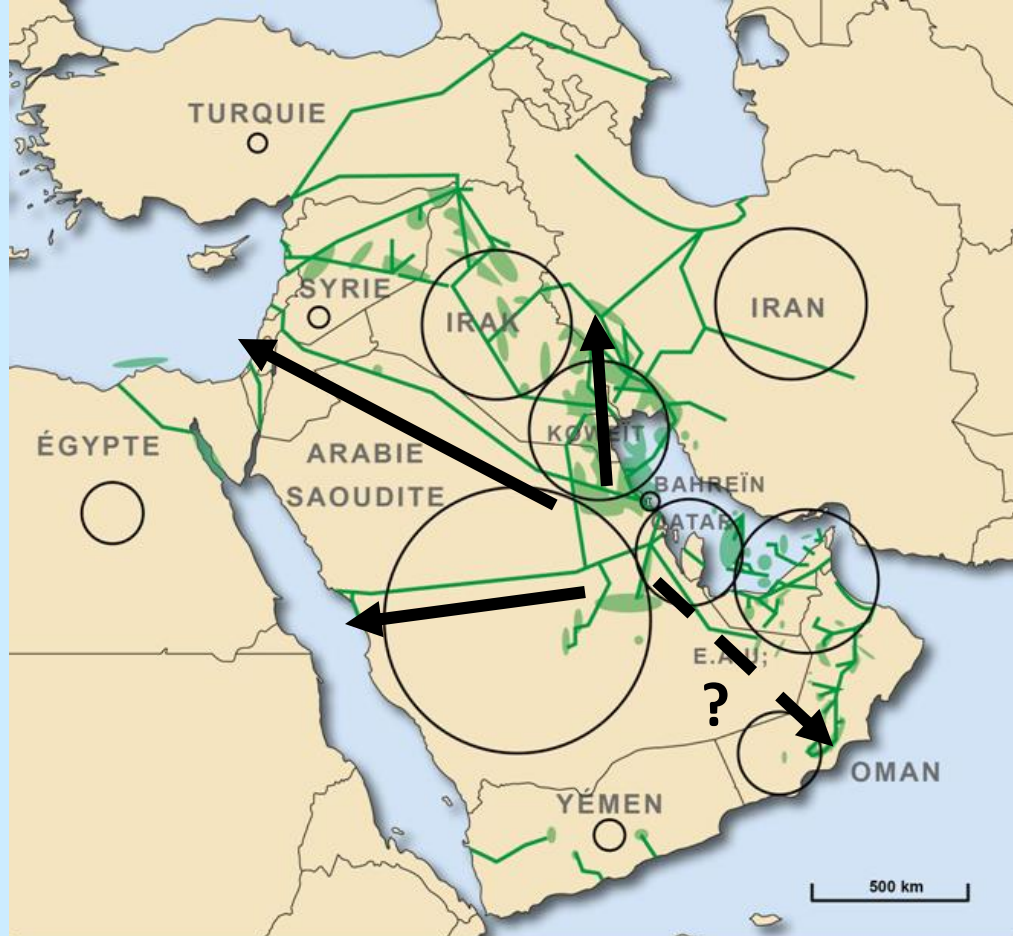 TURQUIE
SYRIE
IRAK
IRAN
ÉGYPTE
ARABIE
SAOUDITE
KOWEÏT
BAHREÏN
QATAR
E.A.U;
?
OMAN
YÉMEN
500 km